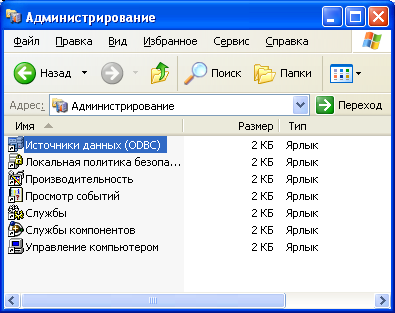 Администрирование
Файл Правка Вид Избранное Сервис Справка
Назад Поиск Папки
Адрес: Администрирование Переход
Имя Размер Тип
Источники данных (ODBC) 2 КБ Ярлык
Локальная политика безопа... 2 КБ Ярлык
Производительность 2 КБ Ярлык
Просмотр событий 2 КБ Ярлык
Службы 2 КБ Ярлык
Службы компонентов 2 КБ Ярлык
Управление компьютером 2 КБ Ярлык